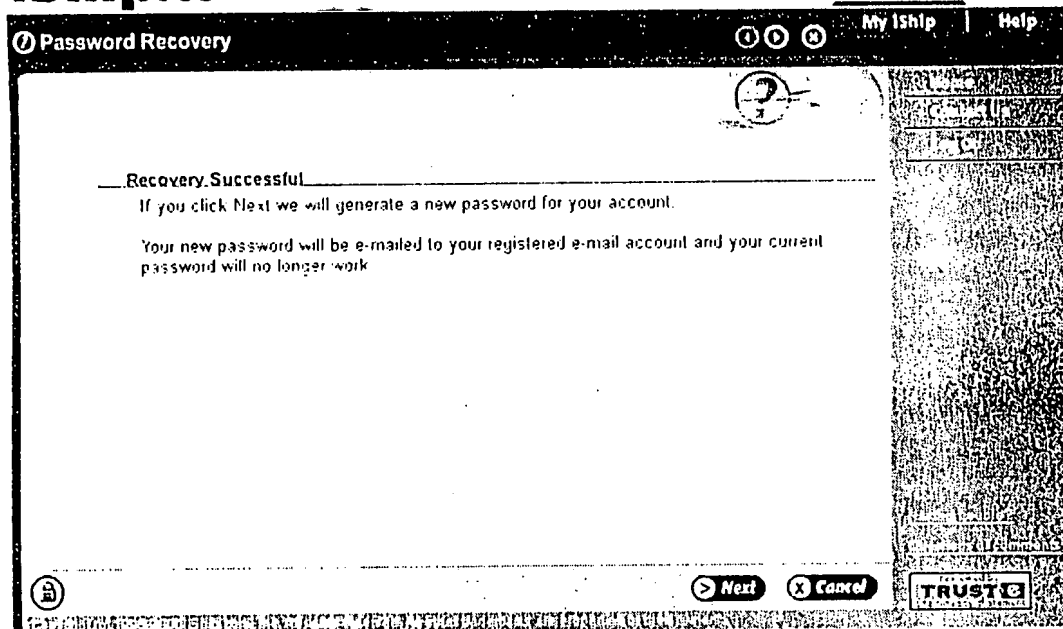 My IShip | Help
Password Recovery
Recovery Successful
If you click Next we will generate a new password for your account.
Your new password will be e-mailed to your registered e-mail account and your current
password will no longer work
Next
Cancel
TRUSTe